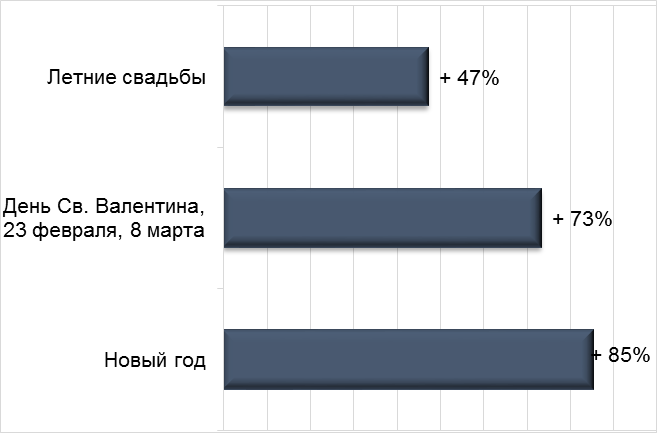 Летние свадьбы
+ 47%
День Св. Валентина,
23 февраля, 8 марта
+ 73%
Новый год
+ 85%